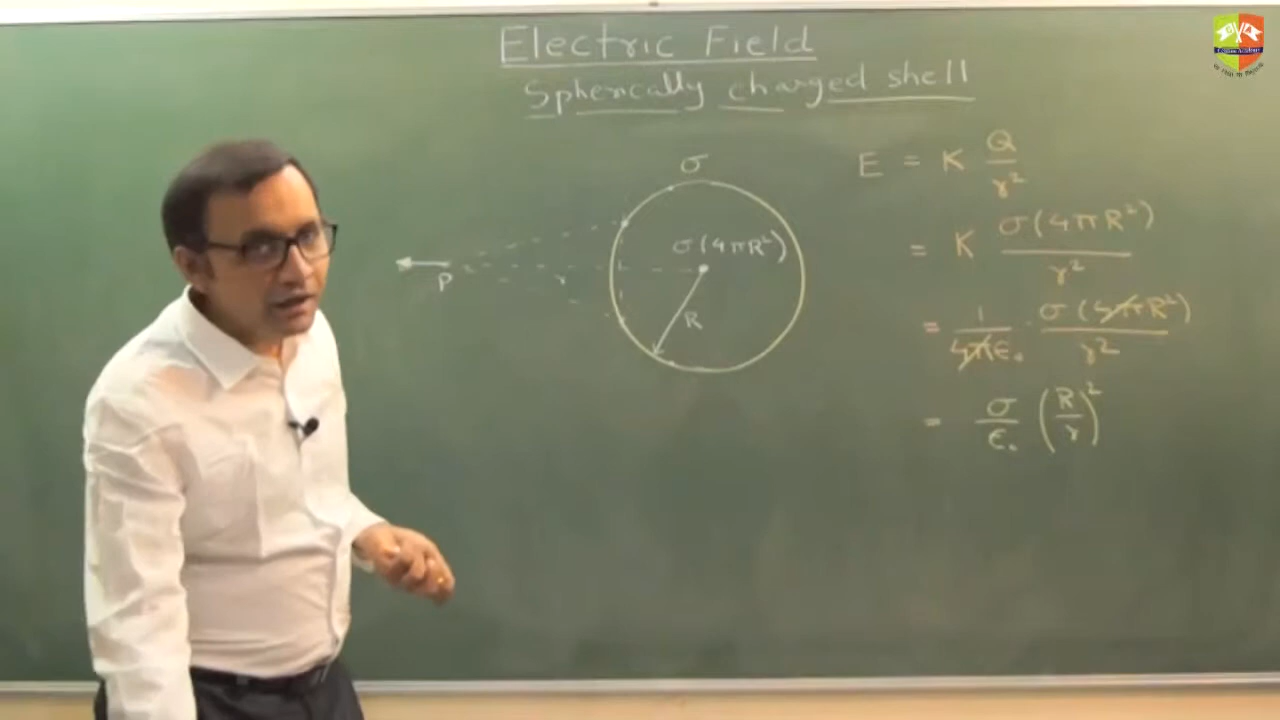 Electric Field
Spherically charged shell
σ
E = K Q/r²
= K σ(4πR²)/r²
σ(4πR²)
P
r
R
= 1/4πε₀ · σ(4πR²)/r²
= σ/ε₀ (R/r)²